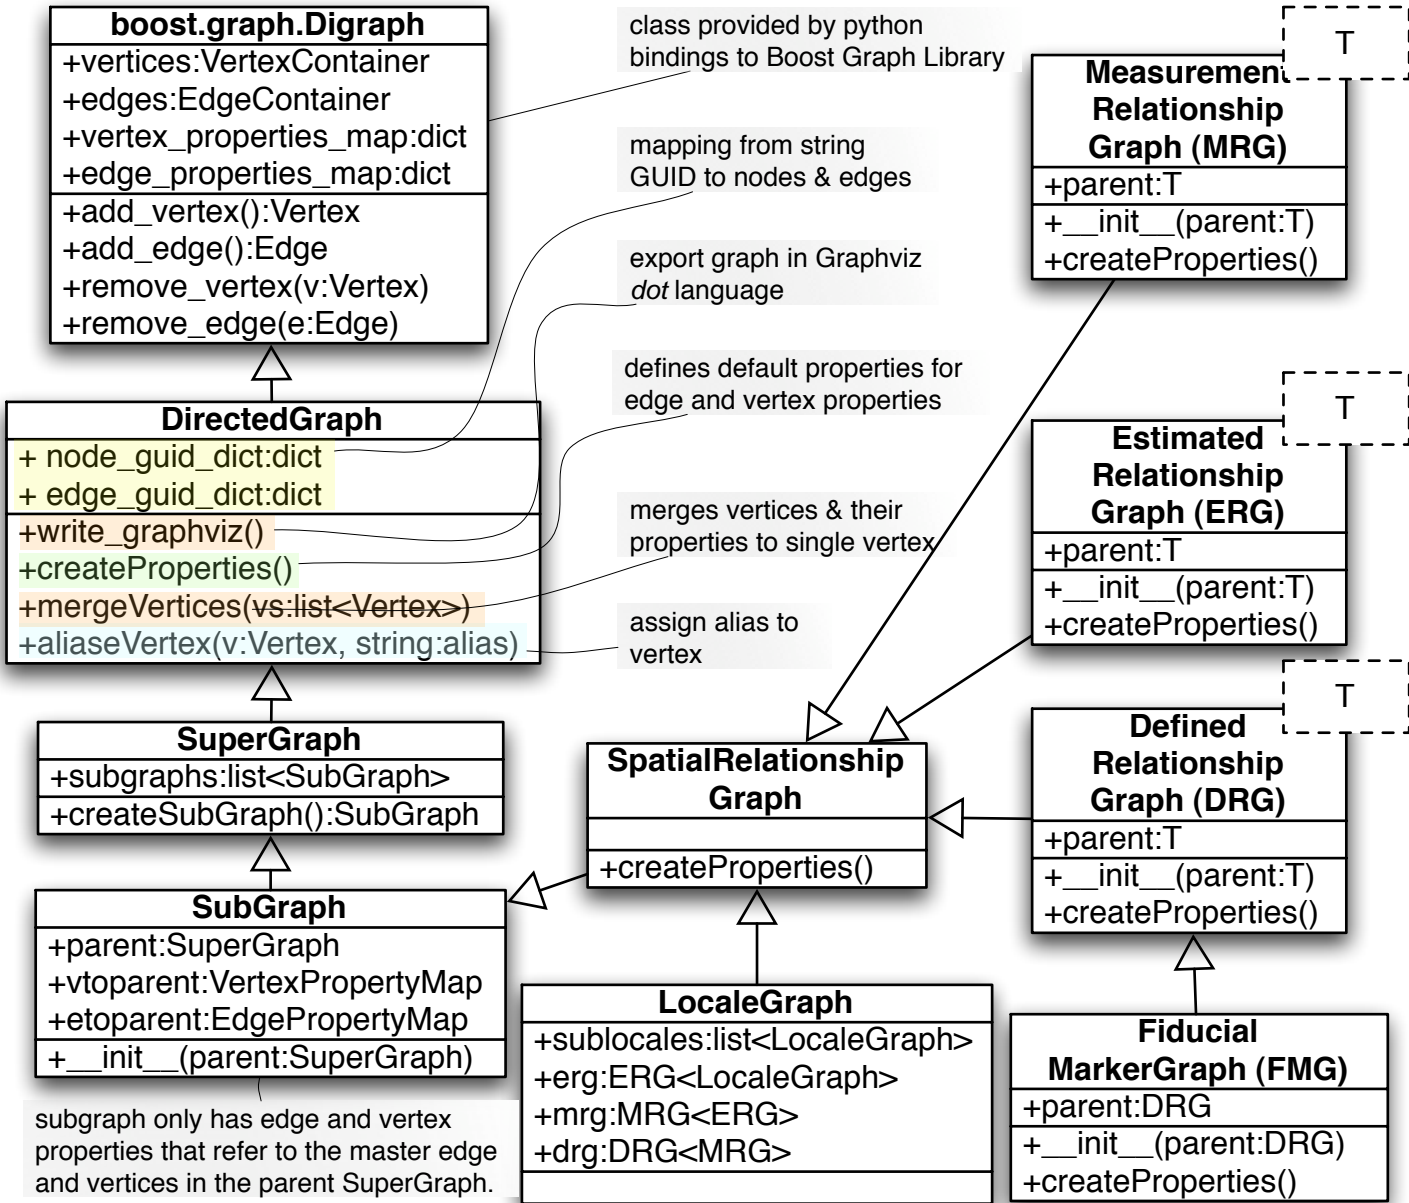 boost.graph.Digraph
+vertices:VertexContainer
+edges:EdgeContainer
+vertex_properties_map:dict
+edge_properties_map:dict
+add_vertex():Vertex
+add_edge():Edge
+remove_vertex(v:Vertex)
+remove_edge(e:Edge)
class provided by python
bindings to Boost Graph Library
mapping from string
GUID to nodes & edges
export graph in Graphviz
dot language
defines default properties for
edge and vertex properties
merges vertices & their
properties to single vertex
assign alias to
vertex
DirectedGraph
+ node_guid_dict:dict
+ edge_guid_dict:dict
+write_graphviz()
+createProperties()
+mergeVertices(vs:list<Vertex>)
+aliaseVertex(v:Vertex, string:alias)
SuperGraph
+subgraphs:list<SubGraph>
+createSubGraph():SubGraph
SubGraph
+parent:SuperGraph
+vtoparent:VertexPropertyMap
+etoparent:EdgePropertyMap
+__init__(parent:SuperGraph)
subgraph only has edge and vertex
properties that refer to the master edge
and vertices in the parent SuperGraph.
SpatialRelationship
Graph
+createProperties()
LocaleGraph
+sublocales:list<LocaleGraph>
+erg:ERG<LocaleGraph>
+mrg:MRG<ERG>
+drg:DRG<MRG>
T
Measurement
Relationship
Graph (MRG)
+parent:T
+__init__(parent:T)
+createProperties()
T
Estimated
Relationship
Graph (ERG)
+parent:T
+__init__(parent:T)
+createProperties()
T
Defined
Relationship
Graph (DRG)
+parent:T
+__init__(parent:T)
+createProperties()
Fiducial
MarkerGraph (FMG)
+parent:DRG
+__init__(parent:DRG)
+createProperties()